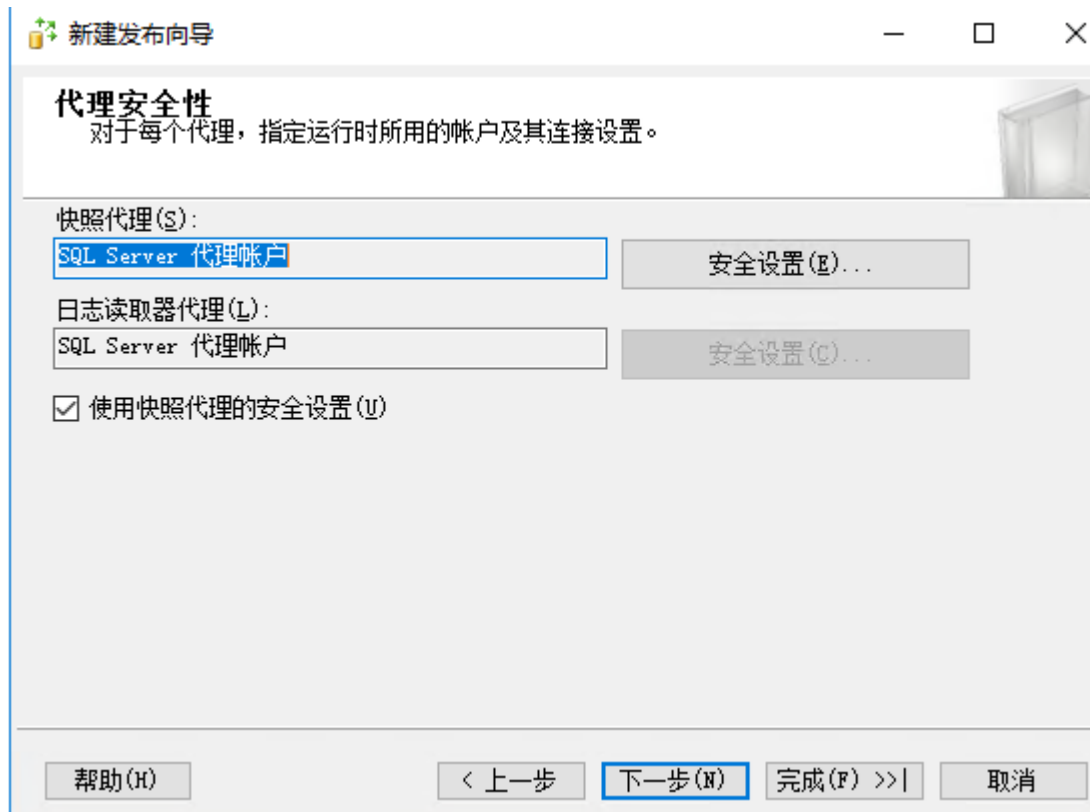 新建发布向导
代理安全性
对于每个代理，指定运行时所用的帐户及其连接设置。
快照代理(S):
SQL Server 代理帐户
安全设置(E)...
日志读取器代理(L):
SQL Server 代理帐户
安全设置(C)...
使用快照代理的安全设置(U)
帮助(H)
< 上一步
下一步(N)
完成(F) >>|
取消